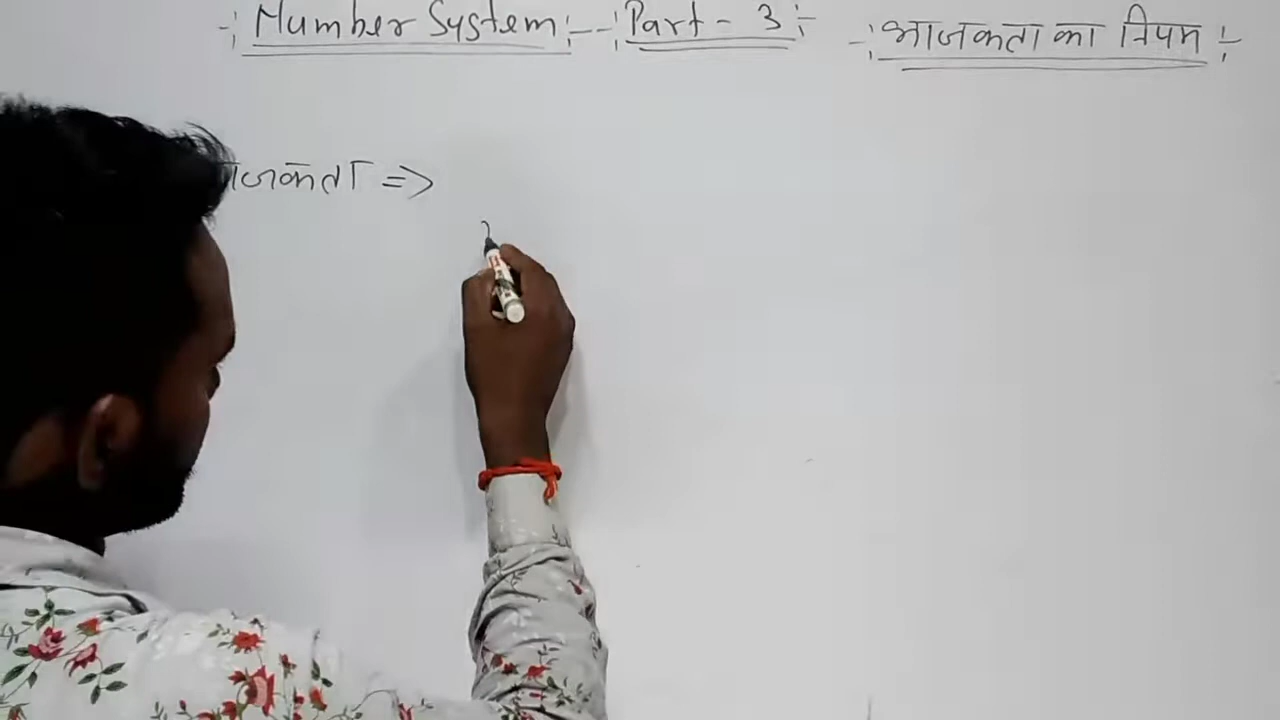 -: Number System :- -: Part - 3 :- -: भाजकता का नियम :-
ाजकता =>